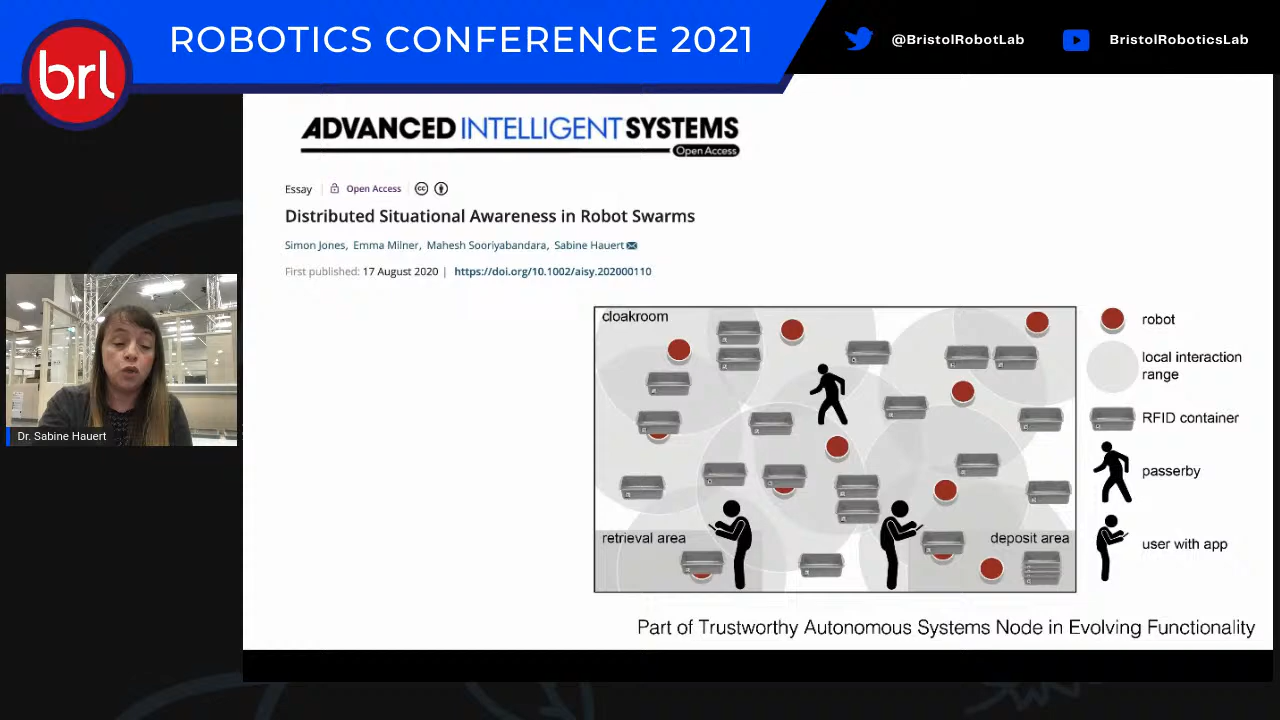 ROBOTICS CONFERENCE 2021
@BristolRobotLab
BristolRoboticsLab
brl
ADVANCED INTELLIGENT SYSTEMS
Open Access
Essay
Open Access
cc
Distributed Situational Awareness in Robot Swarms
Simon Jones, Emma Milner, Mahesh Sooriyabandara, Sabine Hauert
First published: 17 August 2020 | https://doi.org/10.1002/aisy.202000110
cloakroom
retrieval area
deposit area
robot
local interaction
range
RFID container
passerby
user with app
Dr. Sabine Hauert
Part of Trustworthy Autonomous Systems Node in Evolving Functionality